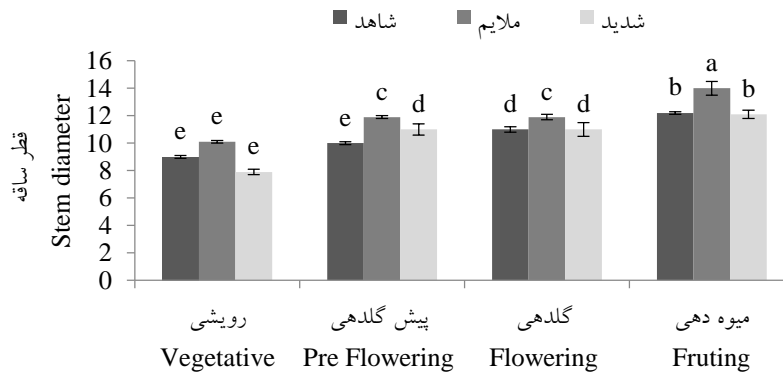 شاهد ملایم شدید
قطر ساقه
Stem diameter
16
14
12
10
8
6
4
2
0
e e e e c d d c d b a b
رویشی پیش گلدهی گلدهی میوه دهی
Vegetative Pre Flowering Flowering Fruting